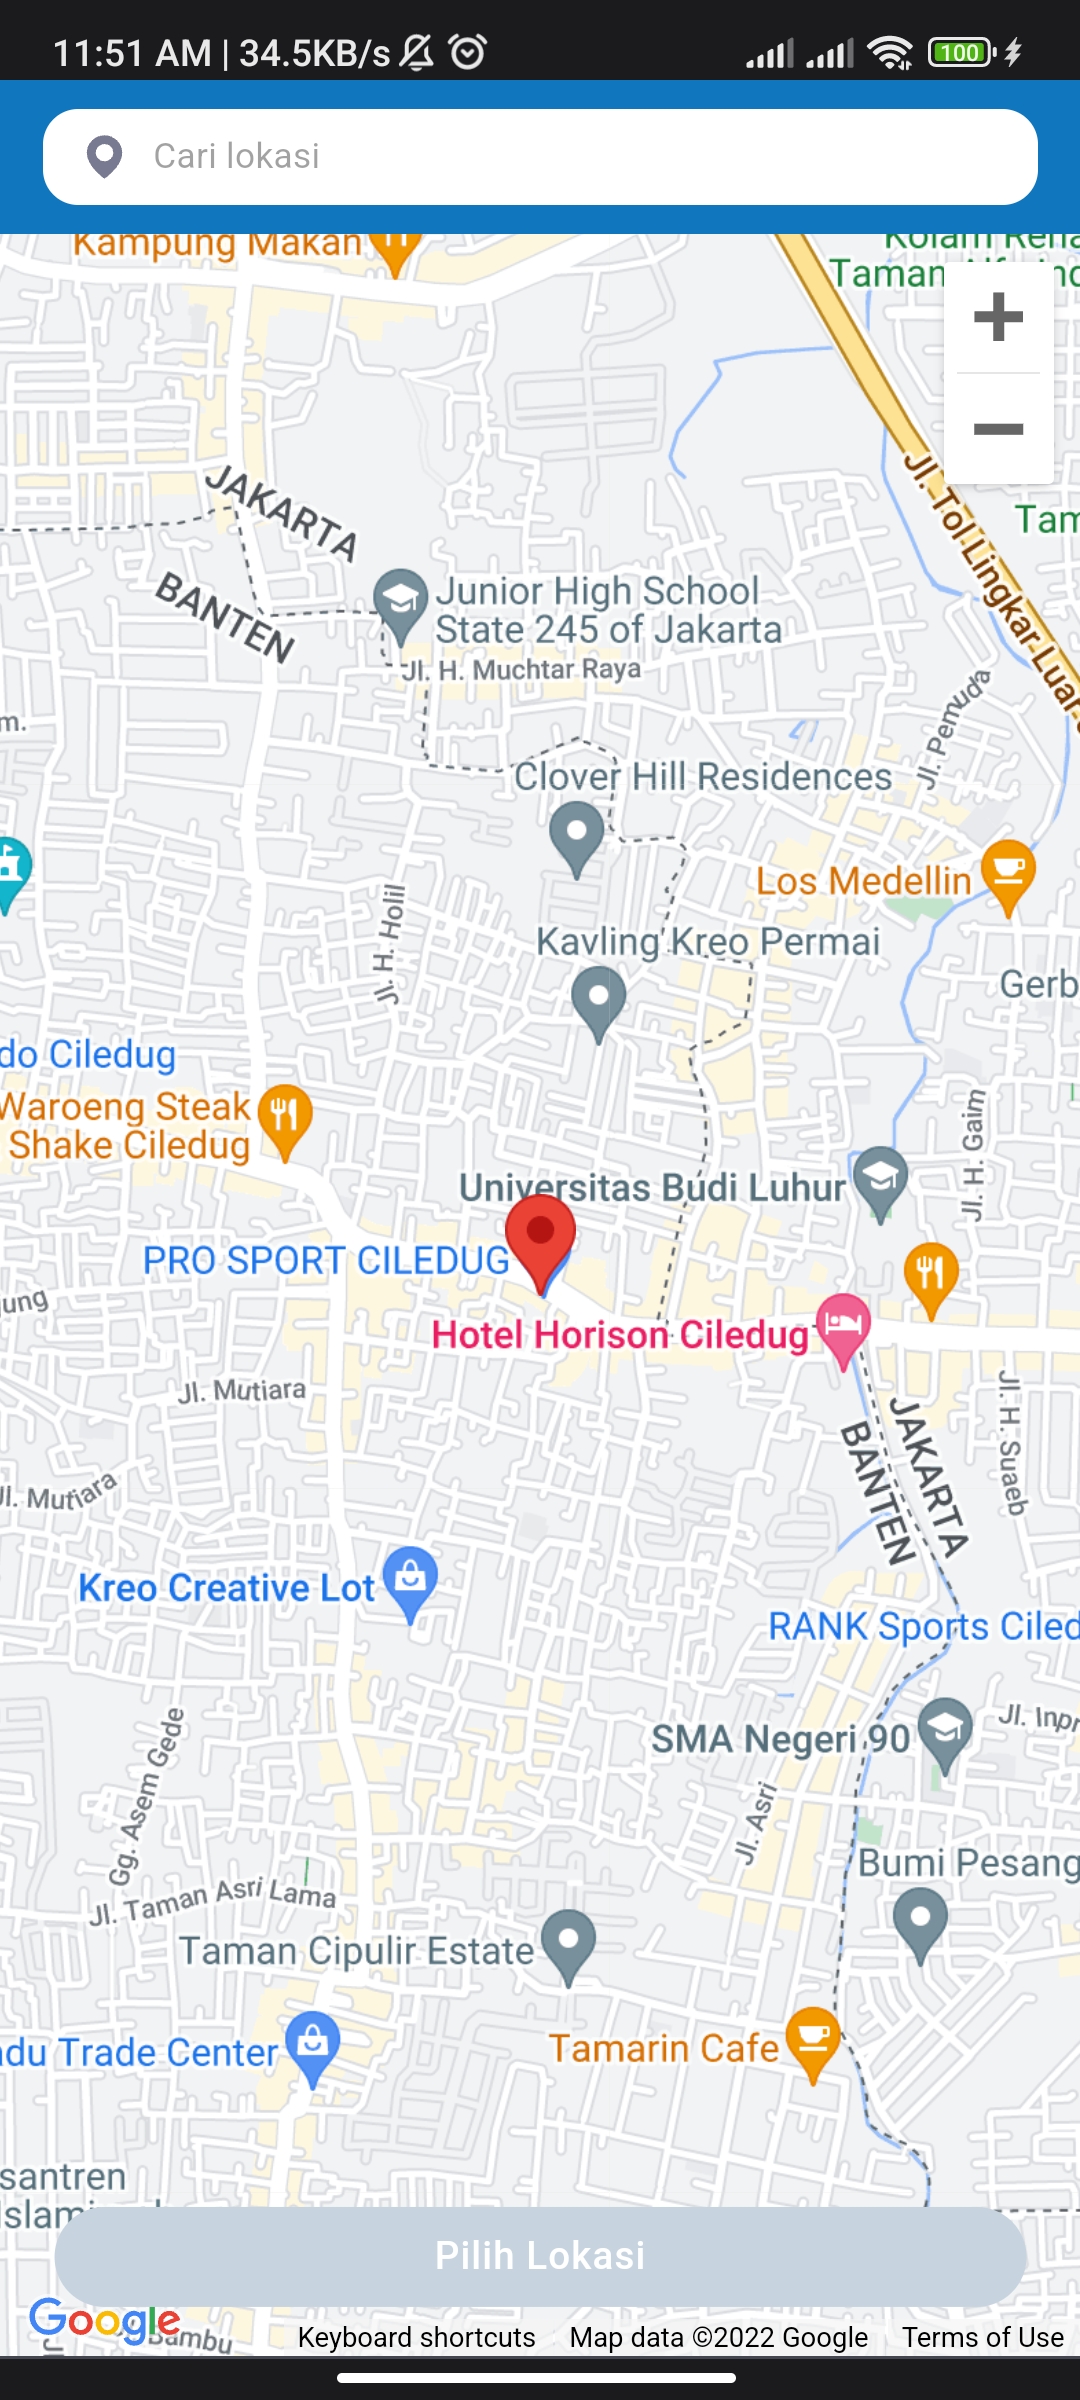 11:51 AM | 34.5KB/s
100
Cari lokasi
Kampung Makan
Taman
Jl. Tol Lingkar Luar
JAKARTA
BANTEN
Junior High School
State 245 of Jakarta
Jl. H. Muchtar Raya
Jl. Pemuda
Clover Hill Residences
Los Medellin
Jl. H. Holil
Kavling Kreo Permai
Gerb
do Ciledug
Waroeng Steak
Shake Ciledug
Jl. H. Gaim
Universitas Budi Luhur
PRO SPORT CILEDUG
Hotel Horison Ciledug
Jl. Mutiara
Jl. H. Suaeb
JAKARTA
BANTEN
Jl. Mutiara
Kreo Creative Lot
RANK Sports Ciled
Gg. Asem Gede
Jl. Inpr
SMA Negeri 90
Jl. Asri
Bumi Pesang
Jl. Taman Asri Lama
Taman Cipulir Estate
du Trade Center
Tamarin Cafe
santren
Pilih Lokasi
Google
Bambu
Keyboard shortcuts
Map data ©2022 Google
Terms of Use